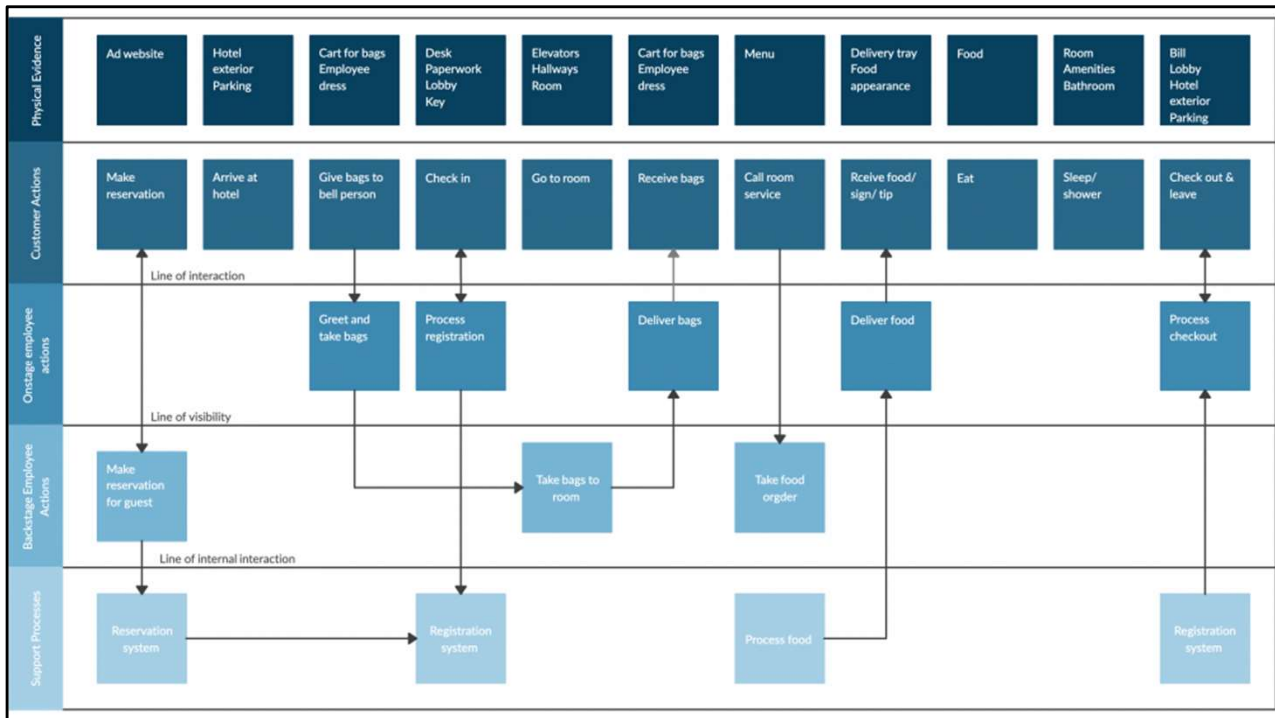 Physical Evidence
Ad website
Hotel
exterior
Parking
Cart for bags
Employee
dress
Desk
Paperwork
Lobby
Key
Elevators
Hallways
Room
Cart for bags
Employee
dress
Menu
Delivery tray
Food
appearance
Food
Room
Amenities
Bathroom
Bill
Lobby
Hotel
exterior
Parking
Customer Actions
Make
reservation
Arrive at
hotel
Give bags to
bell person
Check in
Go to room
Receive bags
Call room
service
Rceive food/
sign/ tip
Eat
Sleep/
shower
Check out &
leave
Line of interaction
Onstage employee
actions
Greet and
take bags
Process
registration
Deliver bags
Deliver food
Process
checkout
Line of visibility
Backstage Employee
Actions
Make
reservation
for guest
Take bags to
room
Take food
orgder
Line of internal interaction
Support Processes
Reservation
system
Registration
system
Process food
Registration
system